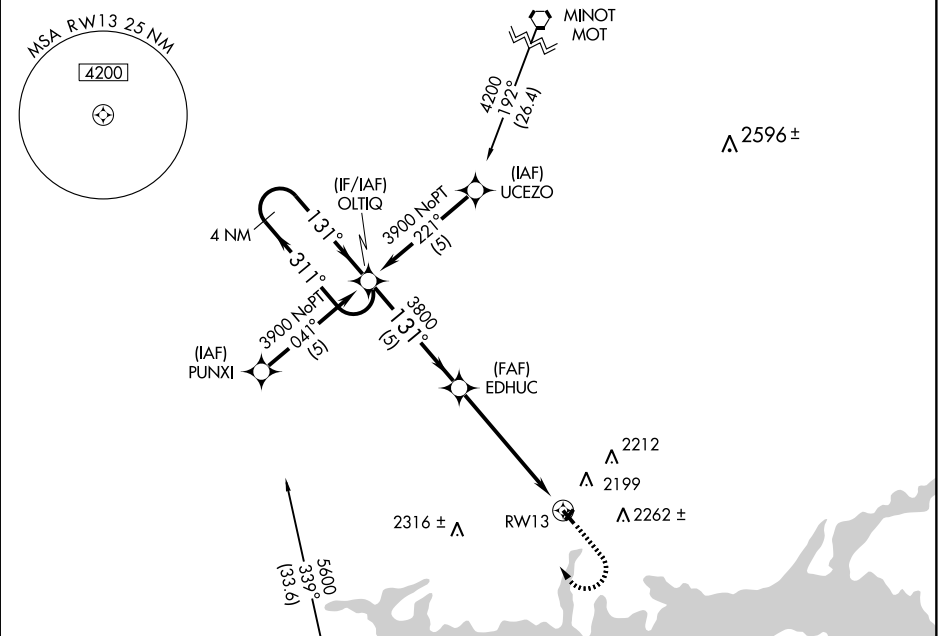 MSA RW13 25 NM
4200
MINOT
MOT
4200
192°
(26.4)
2596 ±
(IF/IAF)
OLTIQ
(IAF)
UCEZO
3900 NoPT
221°
(5)
4 NM
131°
311°
3900 NoPT
041°
(5)
(IAF)
PUNXI
3800
131°
(5)
(FAF)
EDHUC
2212
2199
2262 ±
RW13
2316 ±
5600
339°
(33.6)